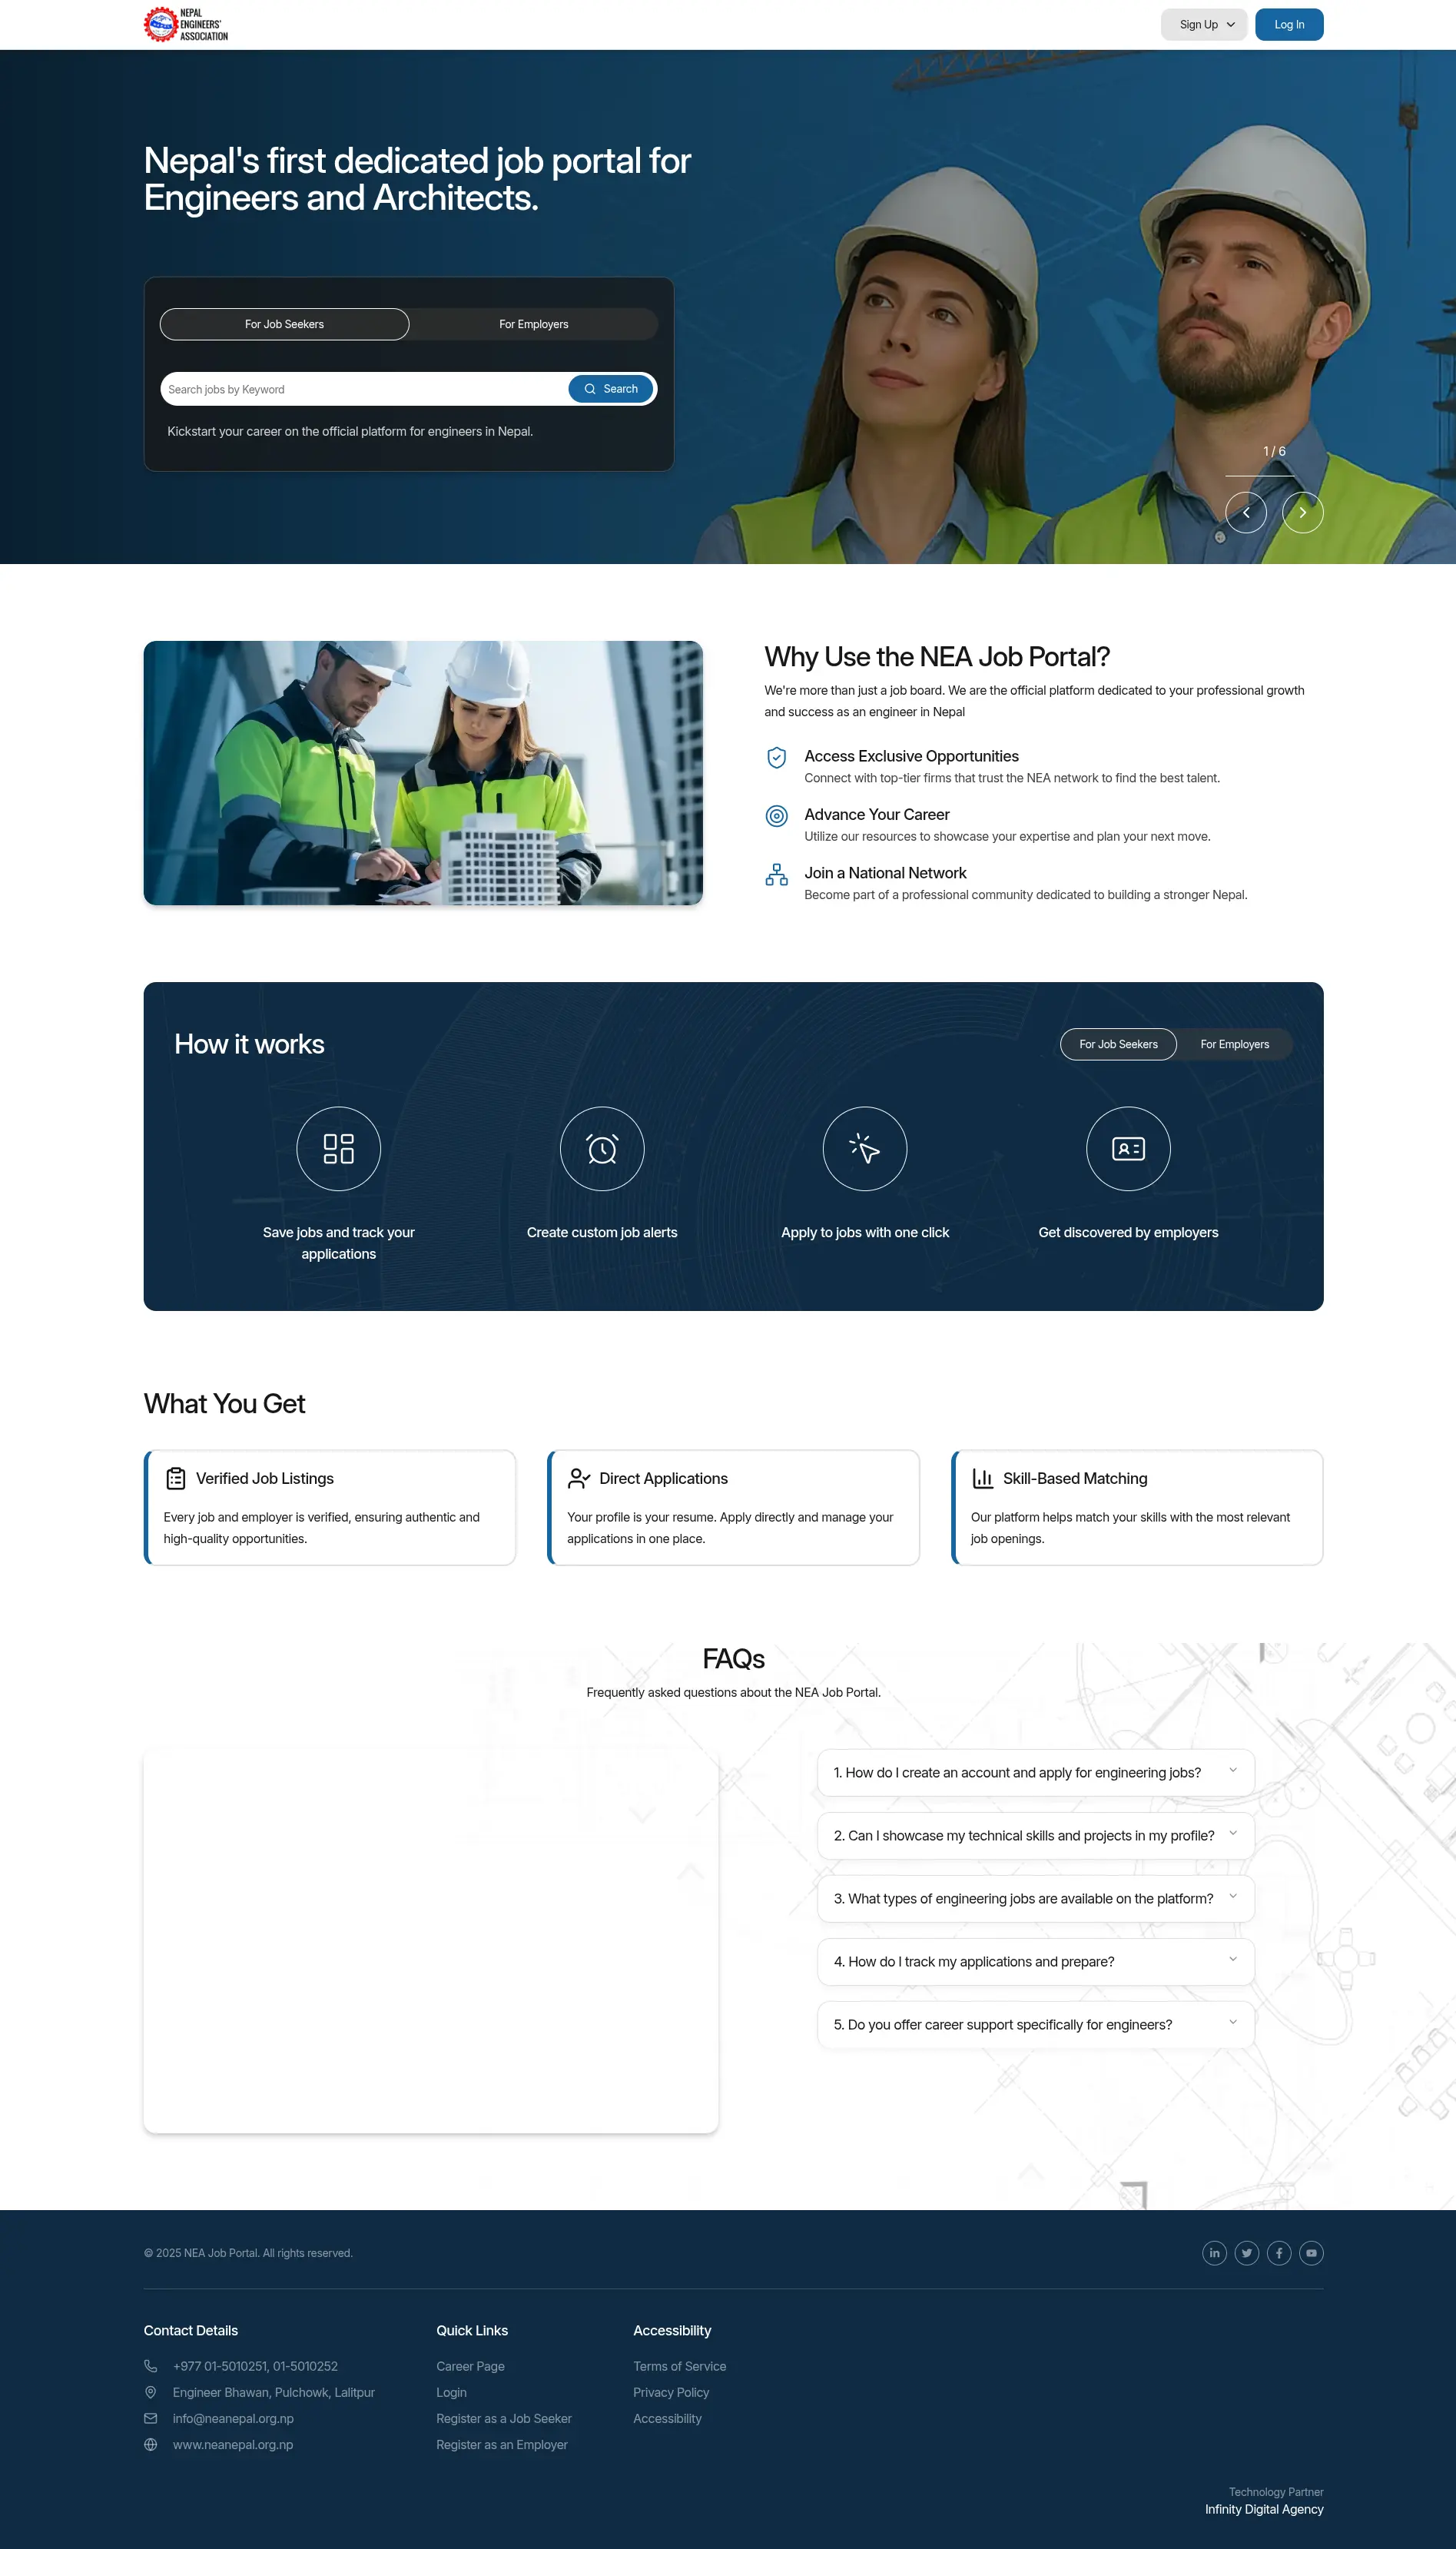 NEPAL
ENGINEERS'
ASSOCIATION
Sign Up
Log In
Nepal's first dedicated job portal for
Engineers and Architects.
For Job Seekers
For Employers
Search jobs by Keyword
Search
Kickstart your career on the official platform for engineers in Nepal.
1 / 6
Why Use the NEA Job Portal?
We're more than just a job board. We are the official platform dedicated to your professional growth
and success as an engineer in Nepal
Access Exclusive Opportunities
Connect with top-tier firms that trust the NEA network to find the best talent.
Advance Your Career
Utilize our resources to showcase your expertise and plan your next move.
Join a National Network
Become part of a professional community dedicated to building a stronger Nepal.
How it works
For Job Seekers
For Employers
Save jobs and track your
applications
Create custom job alerts
Apply to jobs with one click
Get discovered by employers
What You Get
Verified Job Listings
Every job and employer is verified, ensuring authentic and
high-quality opportunities.
Direct Applications
Your profile is your resume. Apply directly and manage your
applications in one place.
Skill-Based Matching
Our platform helps match your skills with the most relevant
job openings.
FAQs
Frequently asked questions about the NEA Job Portal.
1. How do I create an account and apply for engineering jobs?
2. Can I showcase my technical skills and projects in my profile?
3. What types of engineering jobs are available on the platform?
4. How do I track my applications and prepare?
5. Do you offer career support specifically for engineers?
© 2025 NEA Job Portal. All rights reserved.
Contact Details
+977 01-5010251, 01-5010252
Engineer Bhawan, Pulchowk, Lalitpur
info@neanepal.org.np
www.neanepal.org.np
Quick Links
Career Page
Login
Register as a Job Seeker
Register as an Employer
Accessibility
Terms of Service
Privacy Policy
Accessibility
Technology Partner
Infinity Digital Agency